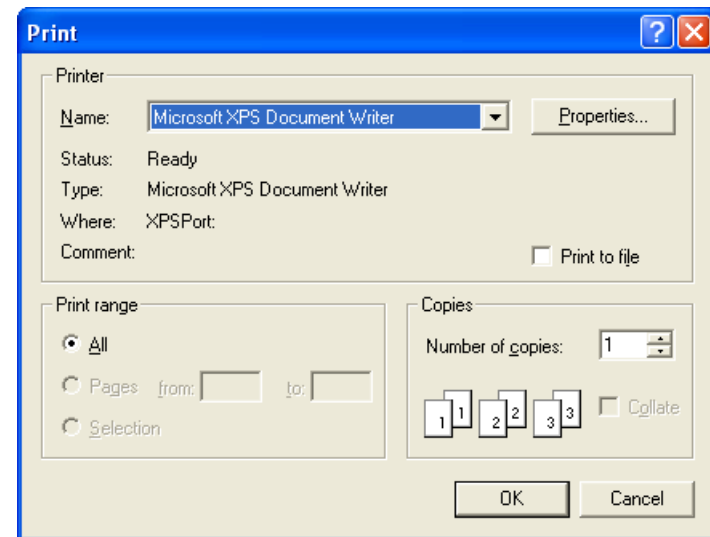 Print
Printer
Name: Microsoft XPS Document Writer Properties...
Status: Ready
Type: Microsoft XPS Document Writer
Where: XPSPort:
Comment: Print to file
Print range
All
Pages from: to:
Selection
Copies
Number of copies: 1
1 1 2 2 3 3 Collate
OK Cancel